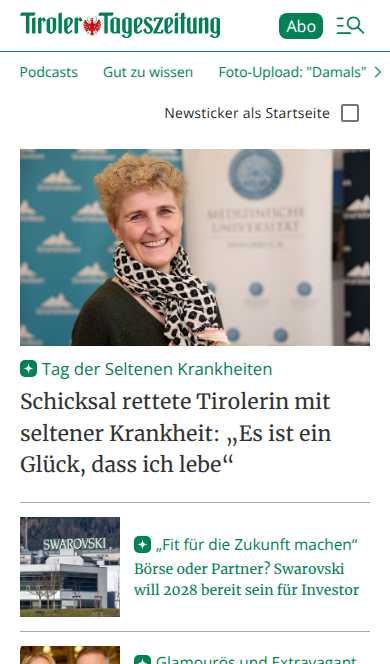 Tiroler Tageszeitung
Abo
Podcasts Gut zu wissen Foto-Upload: "Damals"
Newsticker als Startseite
MEDIZINISCHE
UNIVERSITÄT
Tag der Seltenen Krankheiten
Schicksal rettete Tirolerin mit
seltener Krankheit: „Es ist ein
Glück, dass ich lebe“
SWAROVSKI
„Fit für die Zukunft machen“
Börse oder Partner? Swarovski
will 2028 bereit sein für Investor
Glamourös und Extravagant